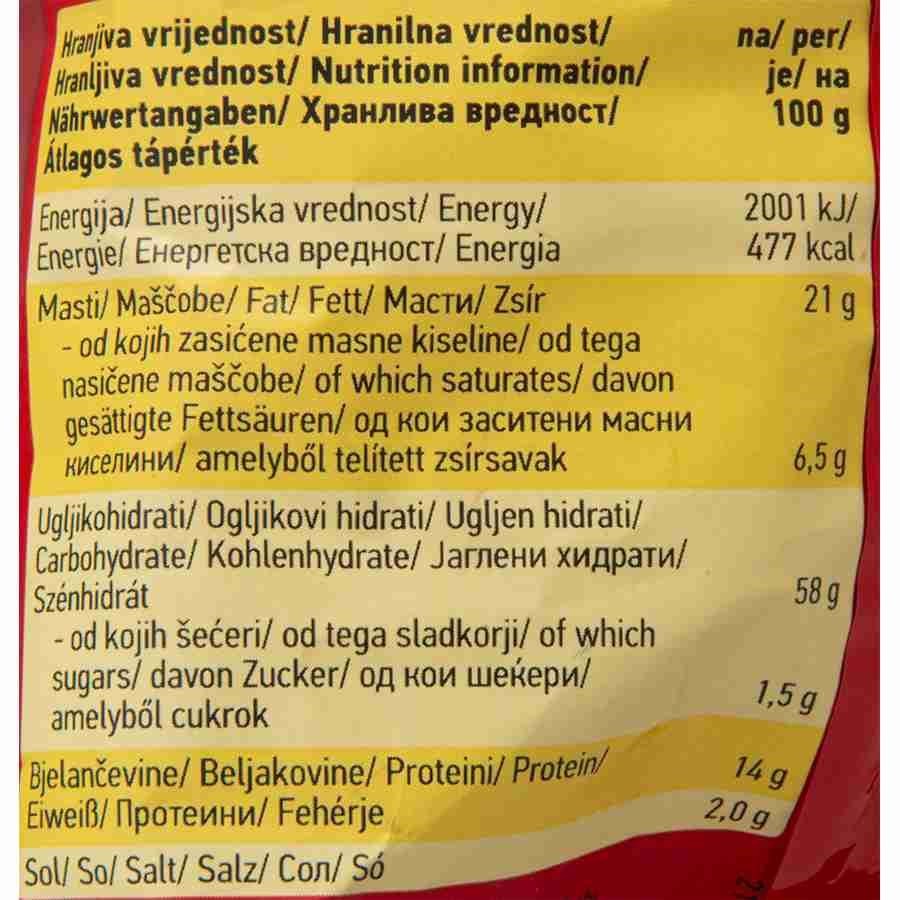 Hranjiva vrijednost/ Hranilna vrednost/ na/ per/
Hranljiva vrednost/ Nutrition information/ je/ на
Nährwertangaben/ Хранлива вредност/ 100 g
Átlagos tápérték
Energija/ Energijska vrednost/ Energy/ 2001 kJ/
Energie/ Енергетска вредност/ Energia 477 kcal
Masti/ Maščobe/ Fat/ Fett/ Масти/ Zsír 21 g
- od kojih zasićene masne kiseline/ od tega
nasičene maščobe/ of which saturates/ davon
gesättigte Fettsäuren/ од кои заситени масни
киселини/ amelyből telített zsírsavak 6,5 g
Ugljikohidrati/ Ogljikovi hidrati/ Ugljen hidrati/
Carbohydrate/ Kohlenhydrate/ Јаглени хидрати/
Szénhidrát 58 g
- od kojih šećeri/ od tega sladkorji/ of which
sugars/ davon Zucker/ од кои шеќери/ 1,5 g
amelyből cukrok
Bjelančevine/ Beljakovine/ Proteini/ Protein/ 14 g
Eiweiß/ Протеини/ Fehérje 2,0 g
Sol/ So/ Salt/ Salz/ Сол/ Só